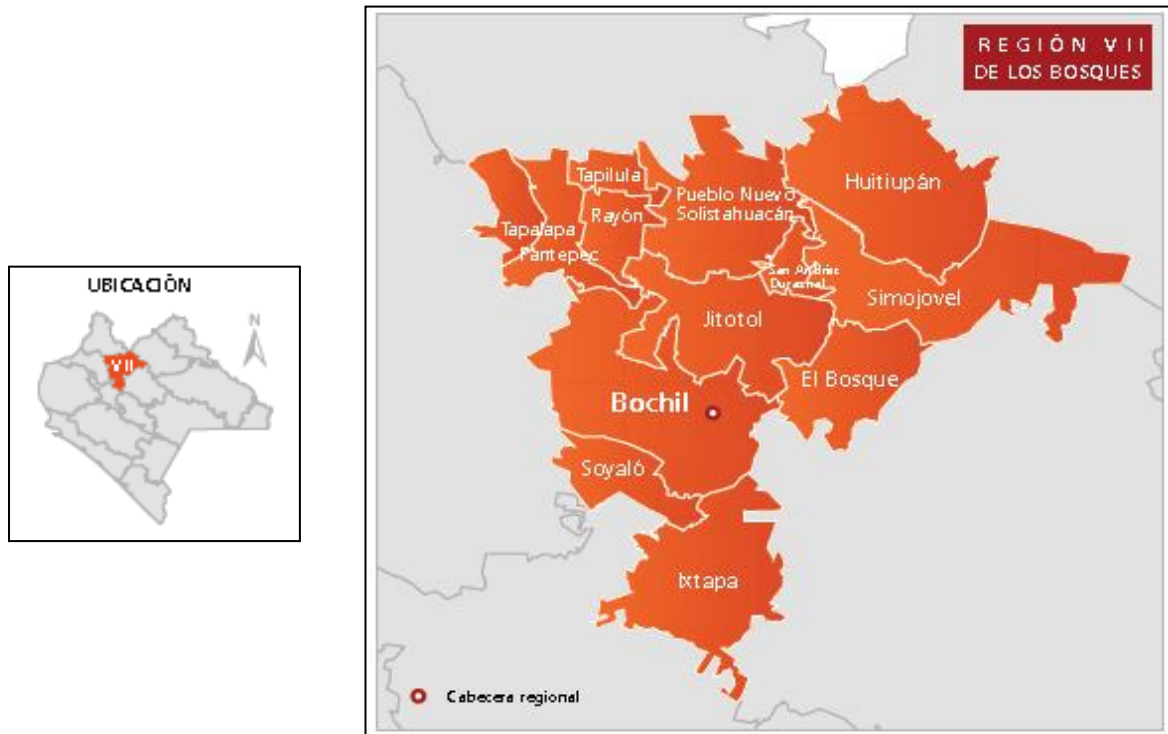 UBICACIÓN
N
VII
REGIÓN VII
DE LOS BOSQUES
Huitiupán
Tapilula
Pueblo Nuevo
Solistahuacán
Rayón
Tapalapa
Pantepec
San Andrés
Duraznal
Simojovel
Jitotol
El Bosque
Bochil
Soyaló
Ixtapa
Cabecera regional